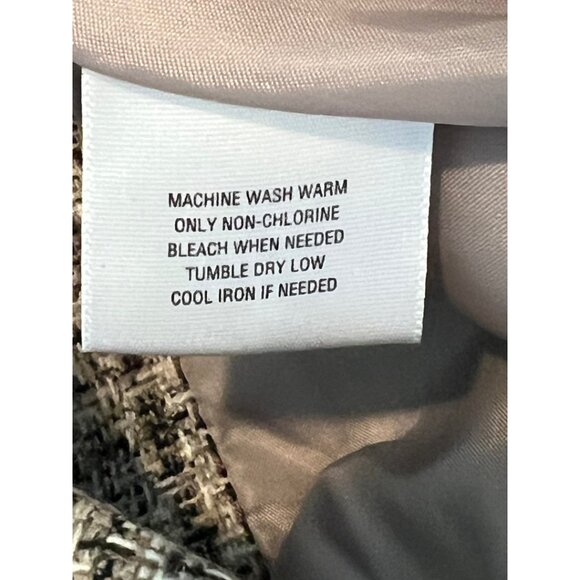 MACHINE WASH WARM
ONLY NON-CHLORINE
BLEACH WHEN NEEDED
TUMBLE DRY LOW
COOL IRON IF NEEDED